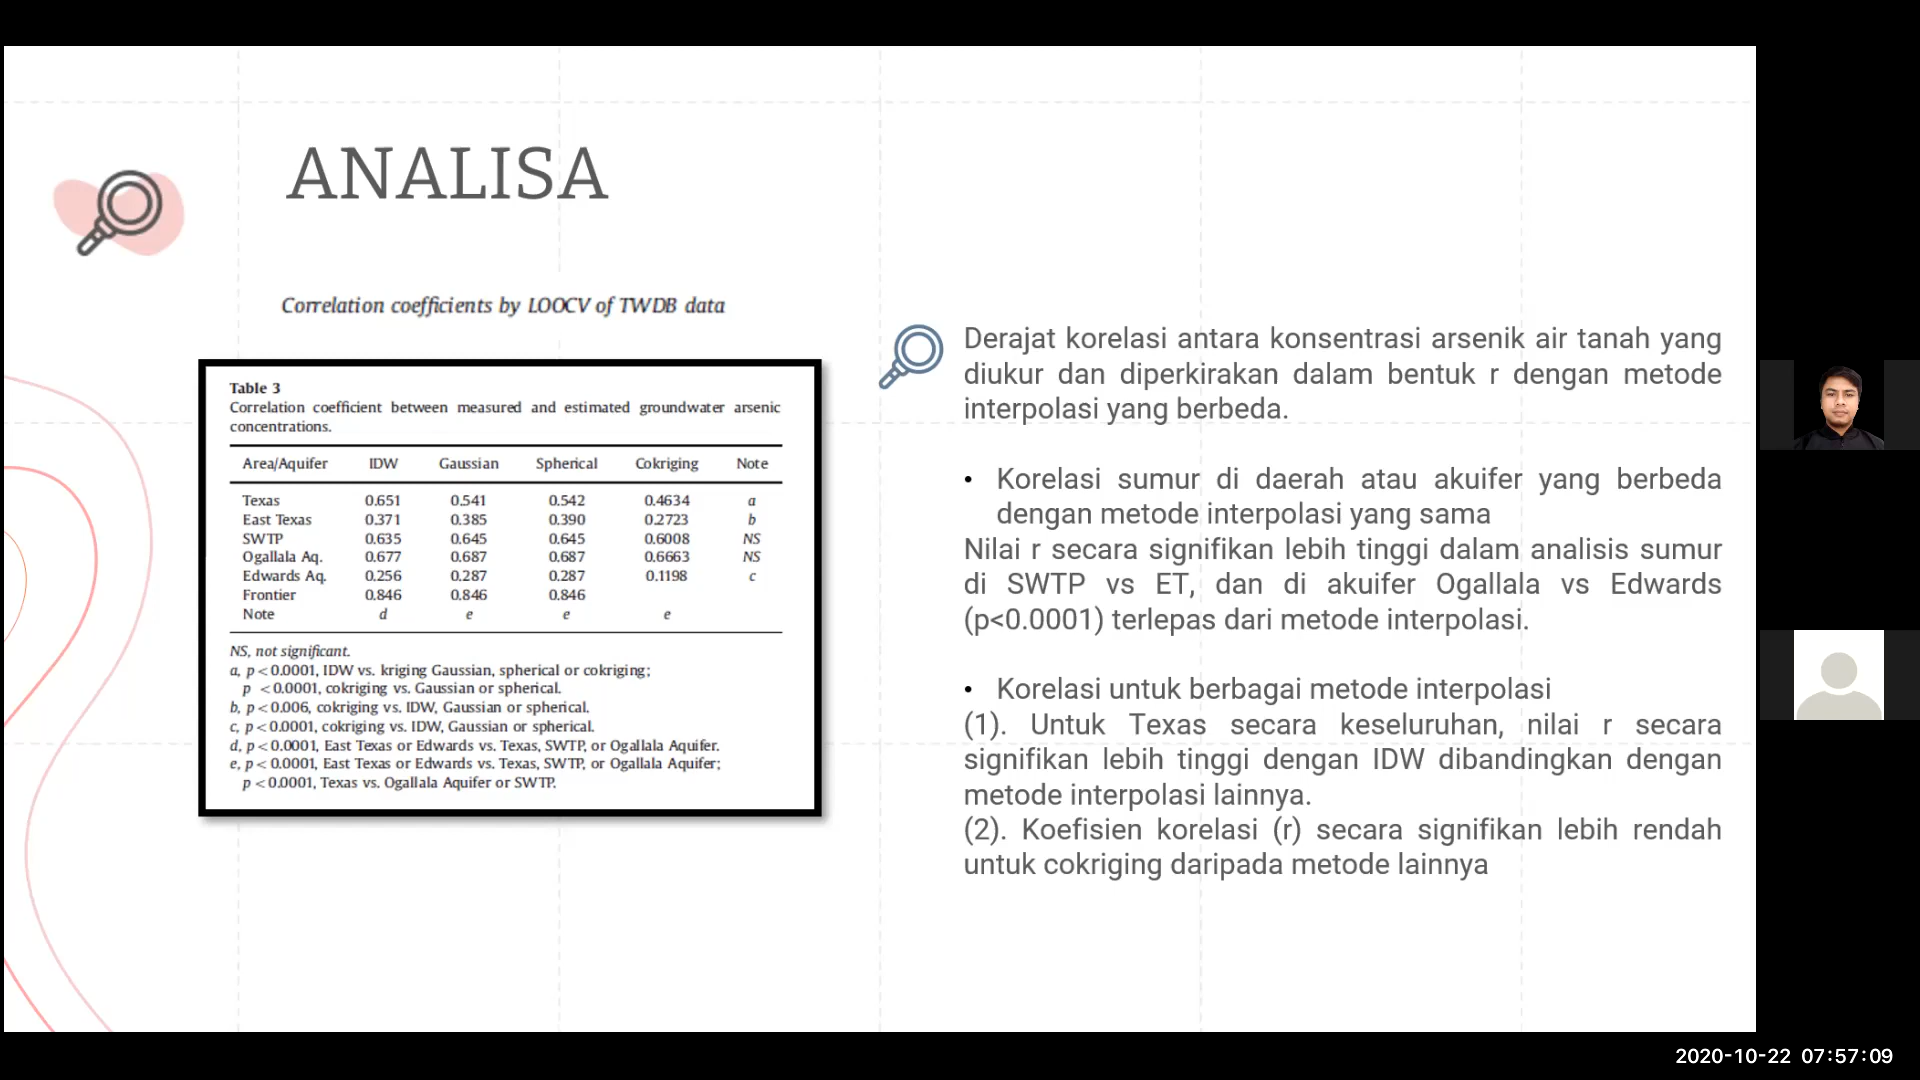 ANALISA
Correlation coefficients by LOOCV of TWDB data
Table 3
Correlation coefficient between measured and estimated groundwater arsenic
concentrations.
Area/Aquifer IDW Gaussian Spherical Cokriging Note
Texas 0.651 0.541 0.542 0.4634 a
East Texas 0.371 0.385 0.390 0.2723 b
SWTP 0.635 0.645 0.645 0.6008 NS
Ogallala Aq. 0.677 0.687 0.687 0.6663 NS
Edwards Aq. 0.256 0.287 0.287 0.1198 c
Frontier 0.846 0.846 0.846
Note d e e e
NS, not significant.
a, p < 0.0001, IDW vs. kriging Gaussian, spherical or cokriging;
p < 0.0001, cokriging vs. Gaussian or spherical.
b, p < 0.006, cokriging vs. IDW, Gaussian or spherical.
c, p < 0.0001, cokriging vs. IDW, Gaussian or spherical.
d, p < 0.0001, East Texas or Edwards vs. Texas, SWTP, or Ogallala Aquifer.
e, p < 0.0001, East Texas or Edwards vs. Texas, SWTP, or Ogallala Aquifer;
p < 0.0001, Texas vs. Ogallala Aquifer or SWTP.
Derajat korelasi antara konsentrasi arsenik air tanah yang
diukur dan diperkirakan dalam bentuk r dengan metode
interpolasi yang berbeda.
• Korelasi sumur di daerah atau akuifer yang berbeda
dengan metode interpolasi yang sama
Nilai r secara signifikan lebih tinggi dalam analisis sumur
di SWTP vs ET, dan di akuifer Ogallala vs Edwards
(p<0.0001) terlepas dari metode interpolasi.
• Korelasi untuk berbagai metode interpolasi
(1). Untuk Texas secara keseluruhan, nilai r secara
signifikan lebih tinggi dengan IDW dibandingkan dengan
metode interpolasi lainnya.
(2). Koefisien korelasi (r) secara signifikan lebih rendah
untuk cokriging daripada metode lainnya
2020-10-22 07:57:09